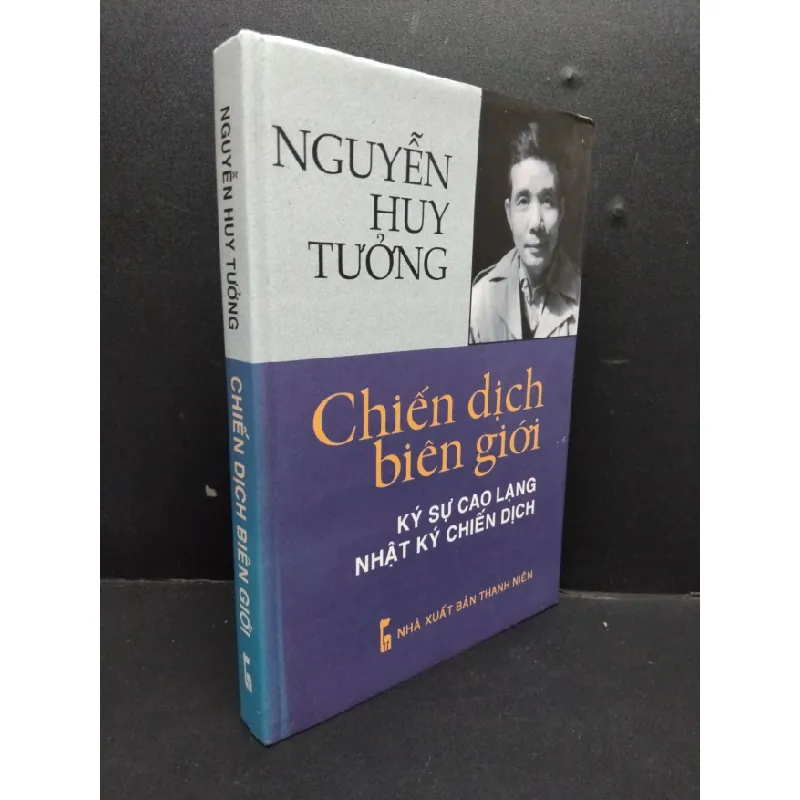 NGUYỄN HUY TƯỞNG
CHIẾN DỊCH BIÊN GIỚI
NGUYỄN
HUY
TƯỞNG
Chiến dịch
biên giới
KÝ SỰ CAO LẠNG
NHẬT KÝ CHIẾN DỊCH
NHÀ XUẤT BẢN THANH NIÊN